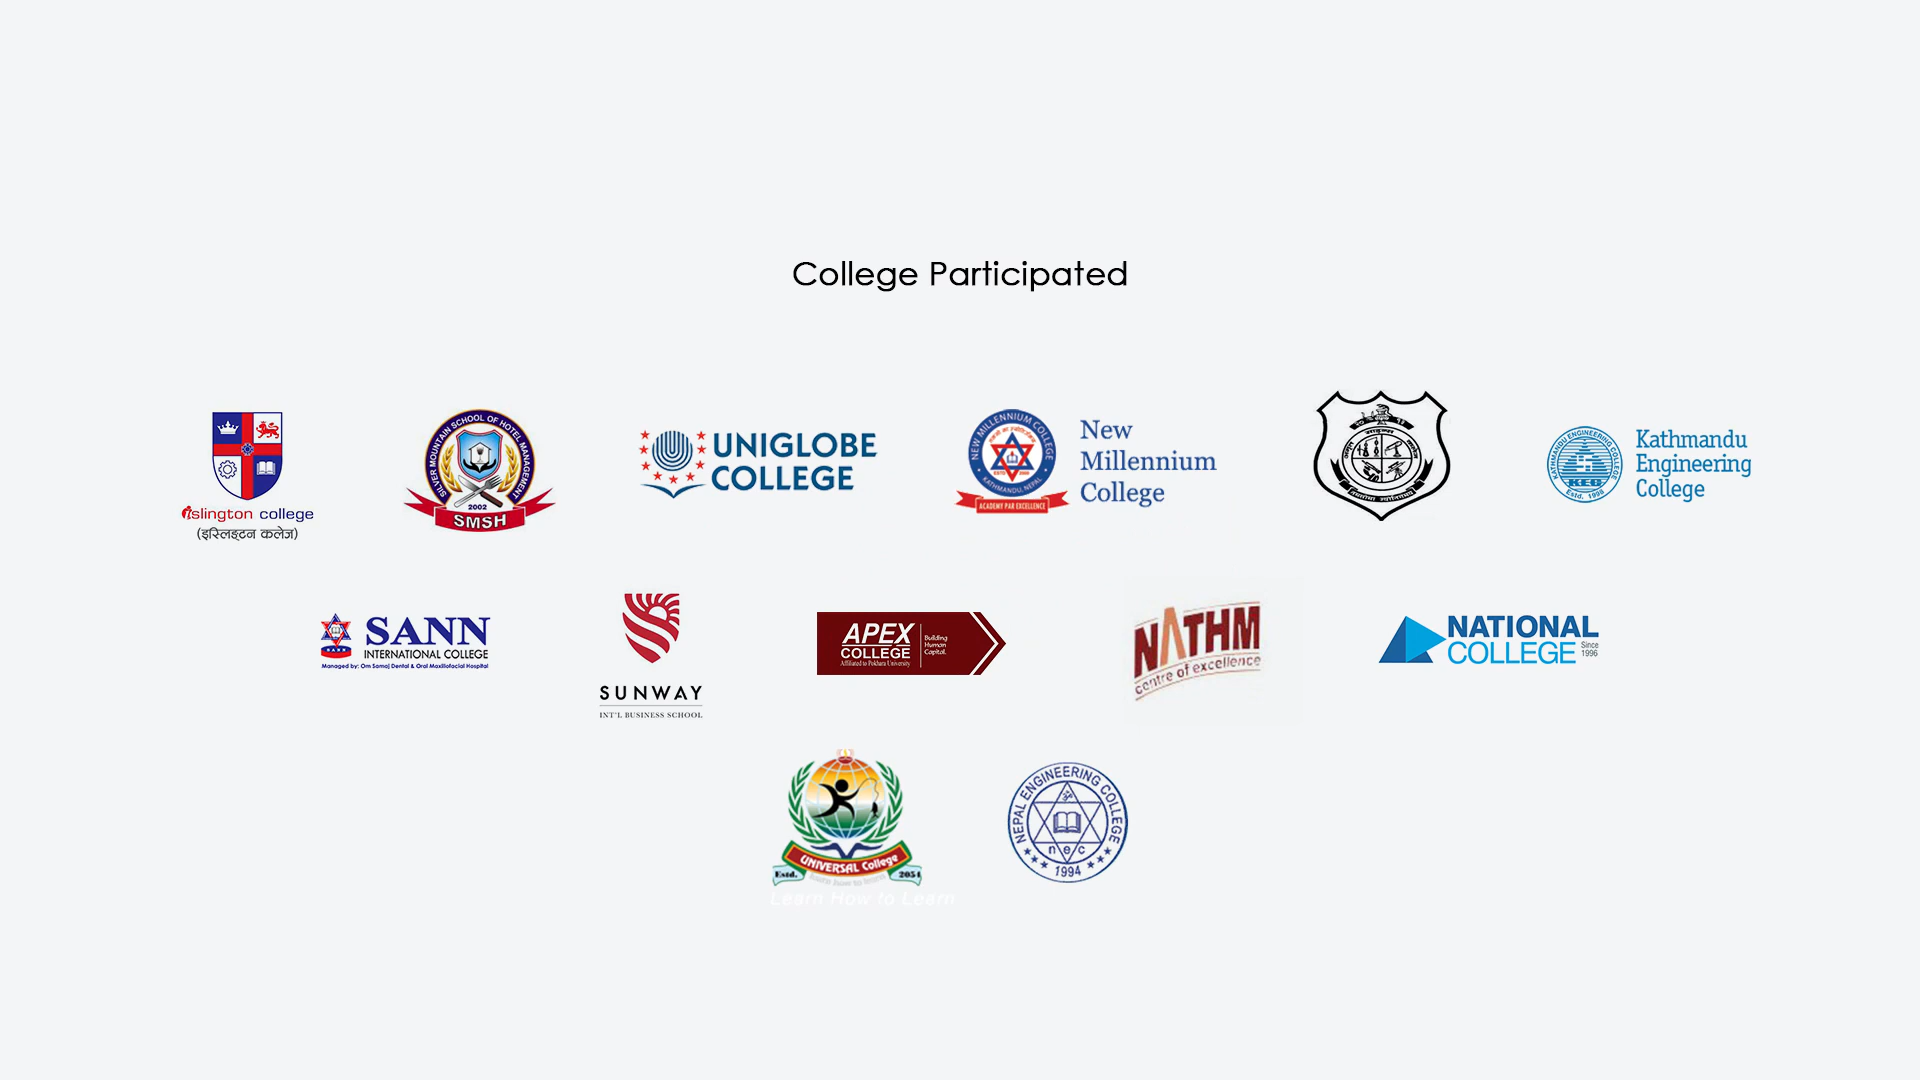 College Participated
islington college
(इस्लिङ्टन कलेज)
SILVER MOUNTAIN SCHOOL OF HOTEL MANAGEMENT
2002
SMSH
UNIGLOBE
COLLEGE
NEW MILLENNIUM COLLEGE
ESTD 2000
KATHMANDU, NEPAL
ACADEMY PAR EXCELLENCE
New
Millennium
College
KATHMANDU ENGINEERING COLLEGE
KEC
Estd. 1998
Kathmandu
Engineering
College
SANN
SANN
INTERNATIONAL COLLEGE
Managed by: Om Samaj Dental & Oral Maxillofacial Hospital
SUNWAY
INT'L BUSINESS SCHOOL
APEX
COLLEGE
Affiliated to Pokhara University
Building
Human
Capital.
NATHM
centre of excellence
NATIONAL
COLLEGE
Since
1996
UNIVERSAL College
Estd. 2054
Learn How to Learn
NEPAL ENGINEERING COLLEGE
nec
1994